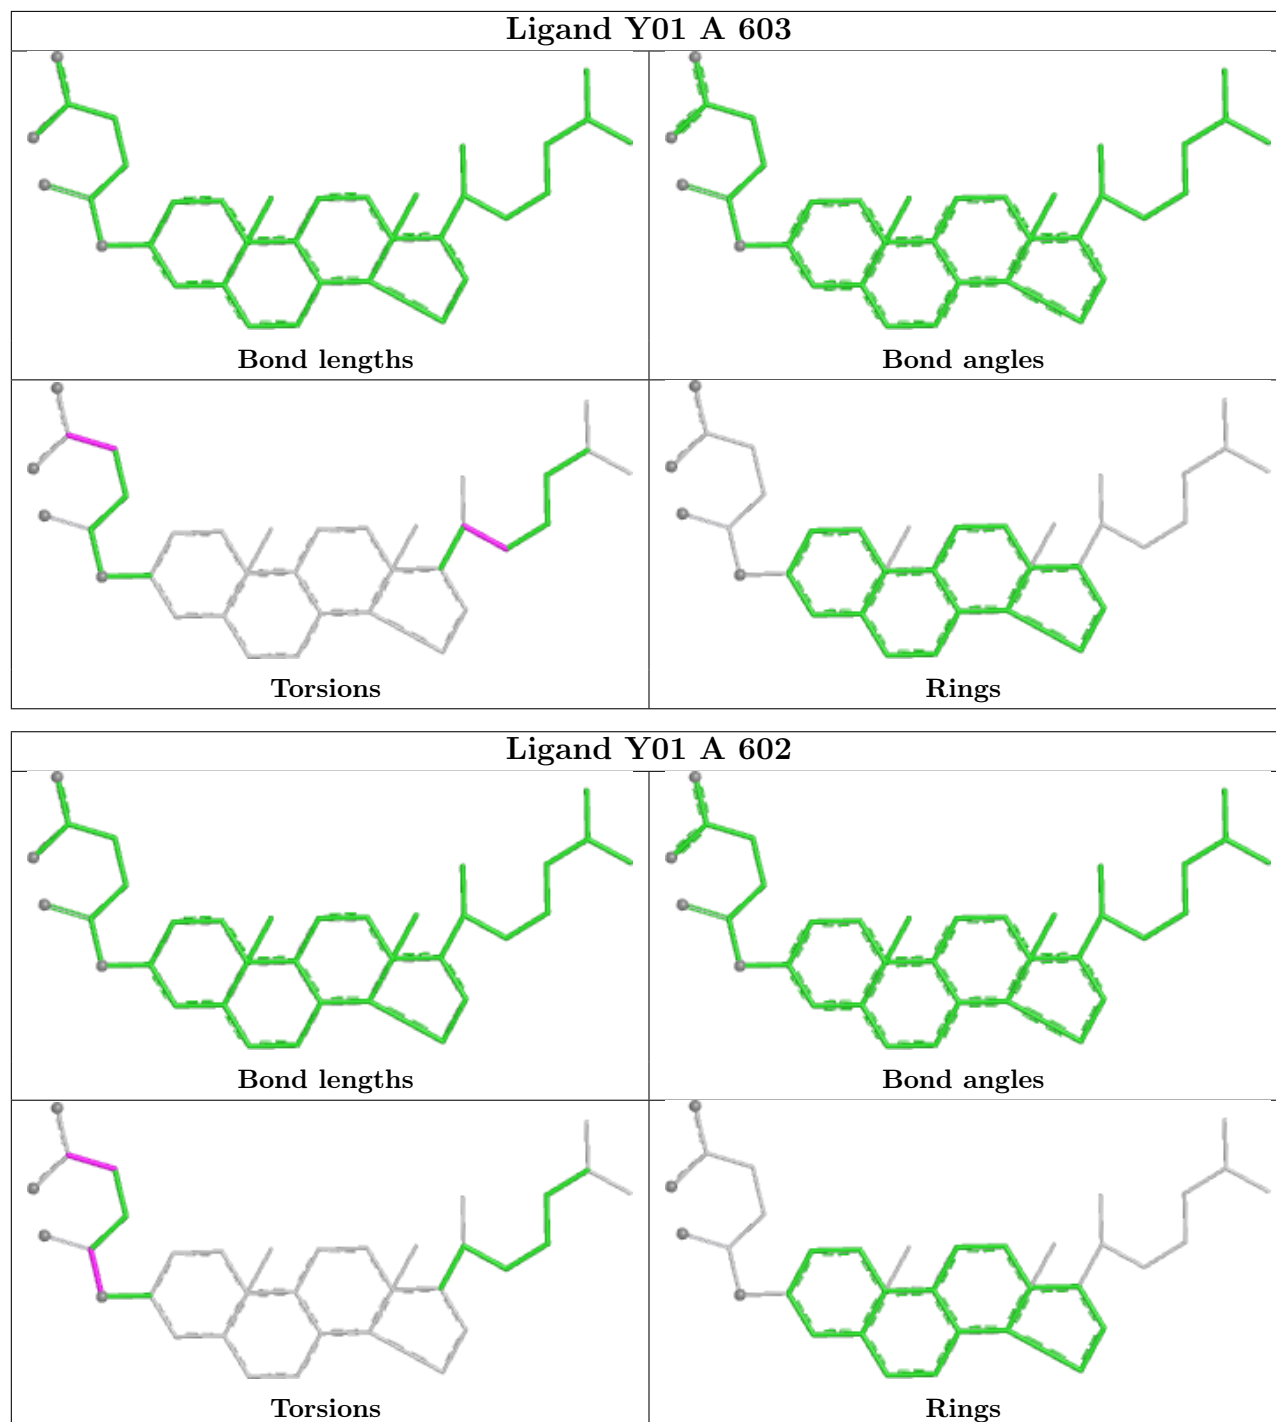 Ligand Y01 A 603
Bond lengths
Bond angles
Torsions
Rings
Ligand Y01 A 602
Bond lengths
Bond angles
Torsions
Rings